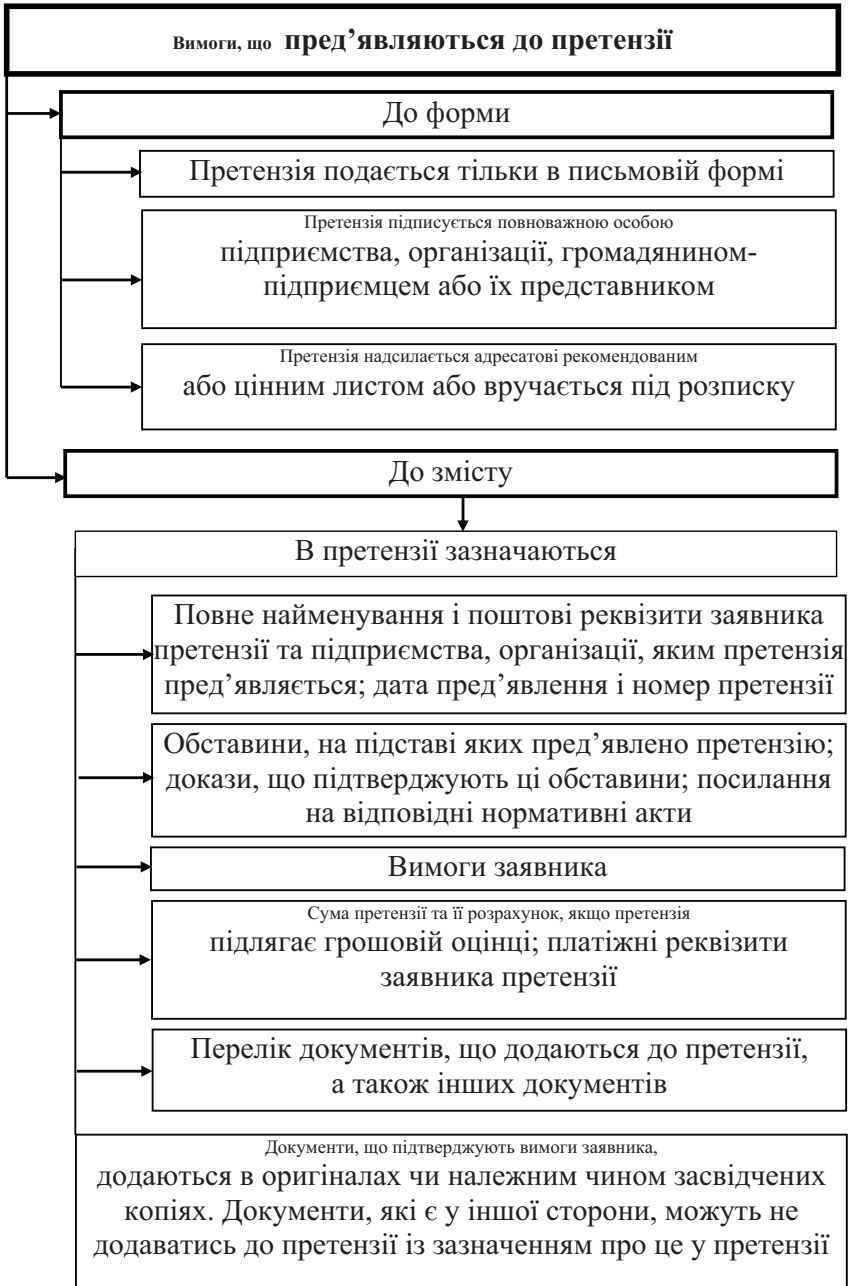 Вимоги, що пред’являються до претензії
До форми
Претензія подається тільки в письмовій формі
Претензія підписується повноважною особою
підприємства, організації, громадянином-
підприємцем або їх представником
Претензія надсилається адресатові рекомендованим
або цінним листом або вручається під розписку
До змісту
В претензії зазначаються
Повне найменування і поштові реквізити заявника
претензії та підприємства, організації, яким претензія
пред’являється; дата пред’явлення і номер претензії
Обставини, на підставі яких пред’явлено претензію;
докази, що підтверджують ці обставини; посилання
на відповідні нормативні акти
Вимоги заявника
Сума претензії та її розрахунок, якщо претензія
підлягає грошовій оцінці; платіжні реквізити
заявника претензії
Перелік документів, що додаються до претензії,
а також інших документів
Документи, що підтверджують вимоги заявника,
додаються в оригіналах чи належним чином засвідчених
копіях. Документи, які є у іншої сторони, можуть не
додаватись до претензії із зазначенням про це у претензії